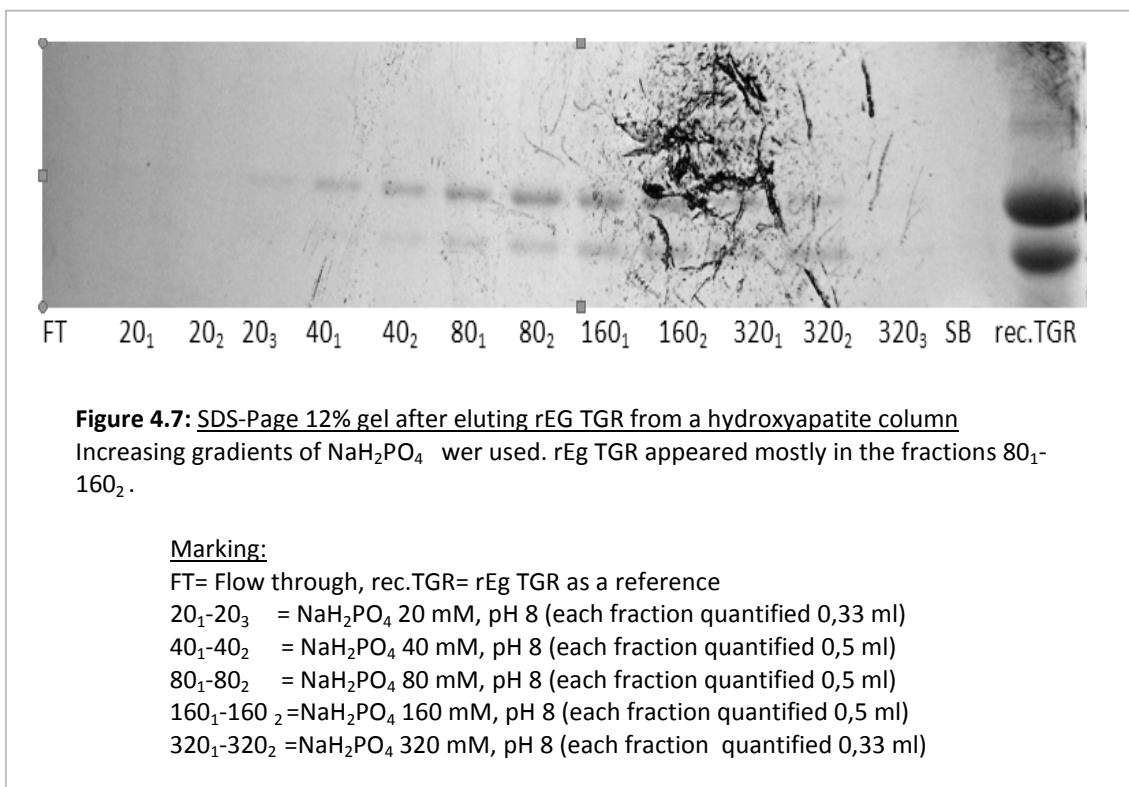 FT 20₁ 20₂ 20₃ 40₁ 40₂ 80₁ 80₂ 160₁ 160₂ 320₁ 320₂ 320₃ SB rec.TGR
Figure 4.7: SDS-Page 12% gel after eluting rEG TGR from a hydroxyapatite column
Increasing gradients of NaH₂PO₄ wer used. rEg TGR appeared mostly in the fractions 80₁-
160₂ .
Marking:
FT= Flow through, rec.TGR= rEg TGR as a reference
20₁-20₃ = NaH₂PO₄ 20 mM, pH 8 (each fraction quantified 0,33 ml)
40₁-40₂ = NaH₂PO₄ 40 mM, pH 8 (each fraction quantified 0,5 ml)
80₁-80₂ = NaH₂PO₄ 80 mM, pH 8 (each fraction quantified 0,5 ml)
160₁-160 ₂ =NaH₂PO₄ 160 mM, pH 8 (each fraction quantified 0,5 ml)
320₁-320₂ =NaH₂PO₄ 320 mM, pH 8 (each fraction quantified 0,33 ml)